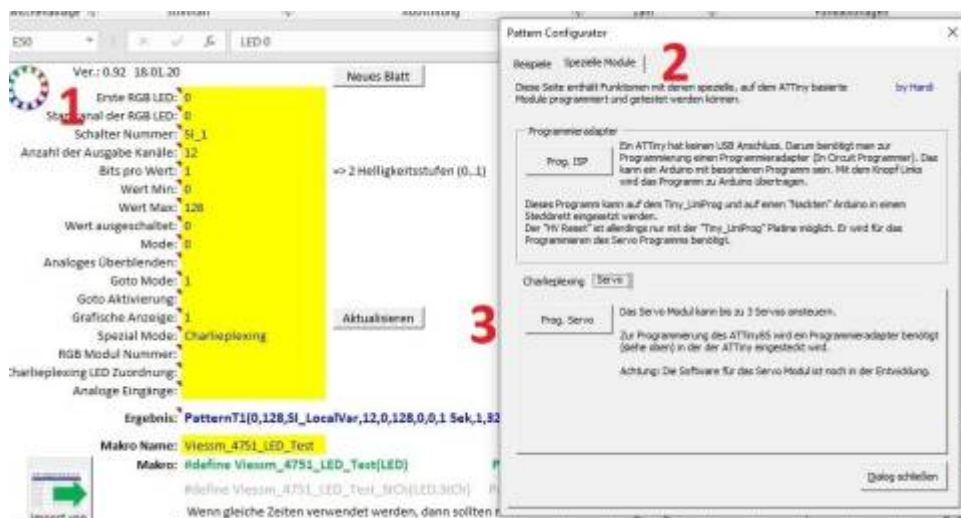 E50
LED 0
Ver.: 0.92 18.01.20
Neues Blatt
1
Erste RGB LED: 0
Startkanal der RGB LED: 0
Schalter Nummer: SI_1
Anzahl der Ausgabe Kanäle: 12
Bits pro Wert: 1
=> 2 Helligkeitsstufen (0..1)
Wert Min: 0
Wert Max: 128
Wert ausgeschaltet: 0
Mode: 0
Analoges Überblenden:
Goto Mode: 1
Goto Aktivierung:
Grafische Anzeige: 1
Aktualisieren
Spezial Mode: Charlieplexing
RGB Modul Nummer:
Charlieplexing LED Zuordnung:
Analoge Eingänge:
Ergebnis: PatternT1(0,128,SI_LocalVar,12,0,128,0,0,1 Sek,1,32
Makro Name: Viessm_4751_LED_Test
Makro: #define Viessm_4751_LED_Test(LED)
#define Viessm_4751_LED_Test_StCh(LED,StCh)
Wenn gleiche Zeiten verwendet werden, dann sollten
Import von
Pattern Configurator
Beispiele
Spezielle Module
2
Diese Seite enthält Funktionen mit denen spezielle, auf dem ATTiny basierte
Module programmiert und getestet werden können.
by Hardi
Programmieradapter
Prog. ISP
Ein ATTiny hat keinen USB Anschluss. Darum benötigt man zur
Programmierung einen Programmieradapter (In Circuit Programmer). Das
kann ein Arduino mit besonderen Programm sein. Mit dem Knopf Links
wird das Programm zu Arduino übertragen.
Dieses Programm kann auf dem Tiny_UniProg und auf einen "Nackten" Arduino in einem
Steckbrett eingesetzt werden.
Der "HV Reset" ist allerdings nur mit der "Tiny_UniProg" Platine möglich. Er wird für das
Programmieren des Servo Programms benötigt.
Charlieplexing
Servo
3
Prog. Servo
Das Servo Modul kann bis zu 3 Servos ansteuern.
Zur Programmierung des ATTiny85 wird ein Programmieradapter benötigt
(siehe oben) in der der ATTiny eingesteckt wird.
Achtung: Die Software für das Servo Modul ist noch in der Entwicklung.
Dialog schließen